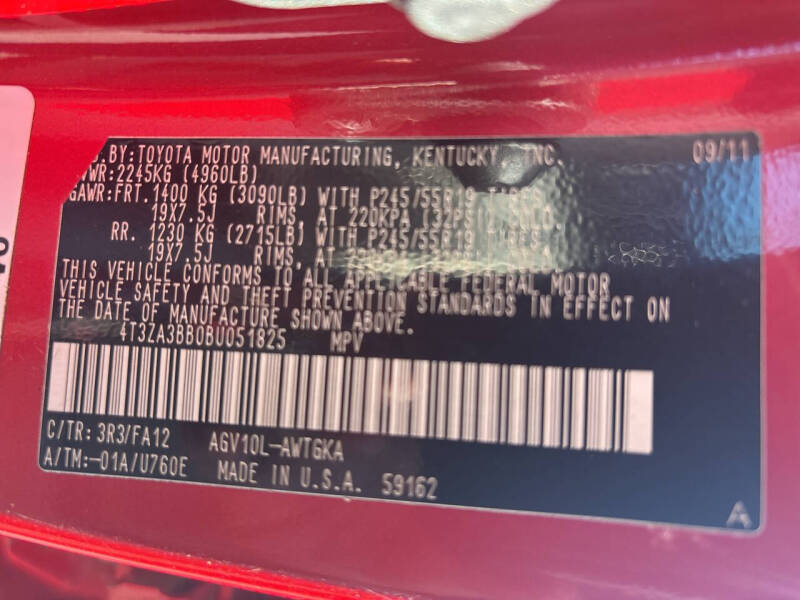 BY:TOYOTA MOTOR MANUFACTURING, KENTUCKY, INC. 09/11
GVWR:2245KG (4960LB)
GAWR:FRT.1400 KG (3090LB) WITH P245/55R19 TIRES,
19X7.5J RIMS, AT 220KPA (32PSI) COLD.
RR. 1230 KG (2715LB) WITH P245/55R19 TIRES,
19X7.5J RIMS, AT
THIS VEHICLE CONFORMS TO ALL APPLICABLE FEDERAL MOTOR
VEHICLE SAFETY AND THEFT PREVENTION STANDARDS IN EFFECT ON
THE DATE OF MANUFACTURE SHOWN ABOVE.
4T3ZA3BB0BU051825 MPV
C/TR: 3R3/FA12 AGV10L-AWTGKA
A/TM:-01A/U760E MADE IN U.S.A. 59162
A